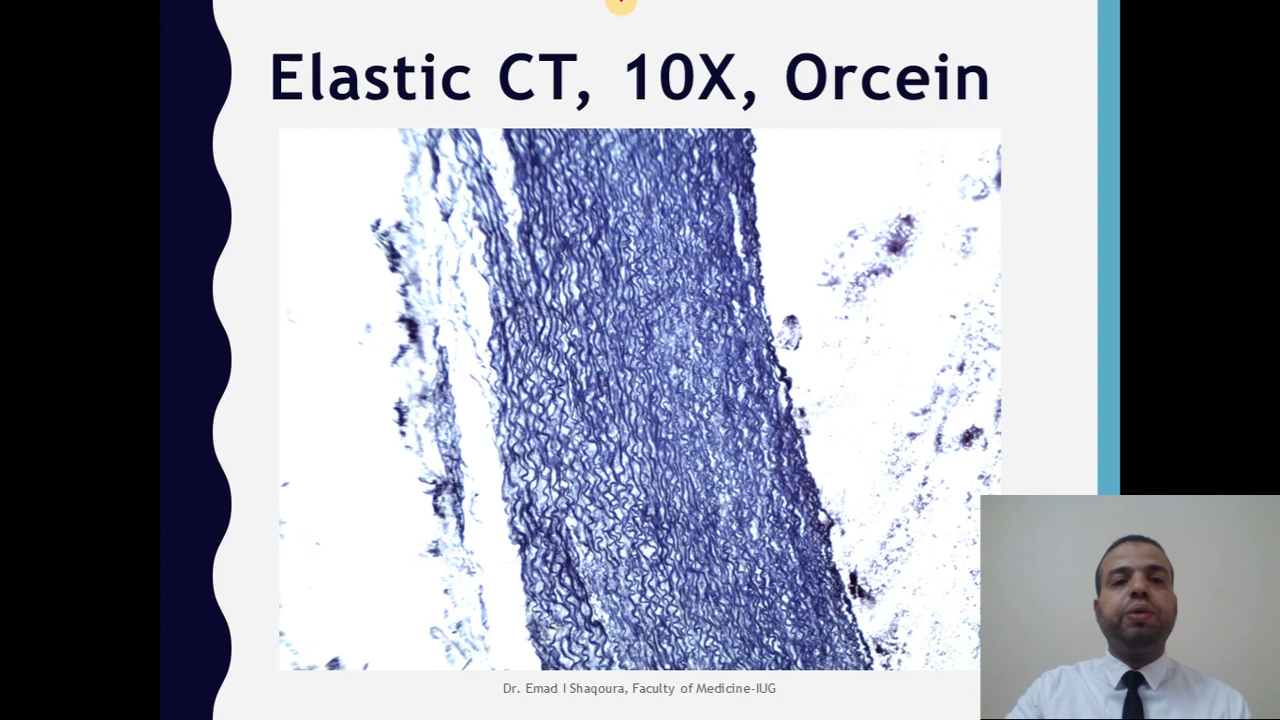 Elastic CT, 10X, Orcein
Dr. Emad I Shaqoura, Faculty of Medicine-IUG